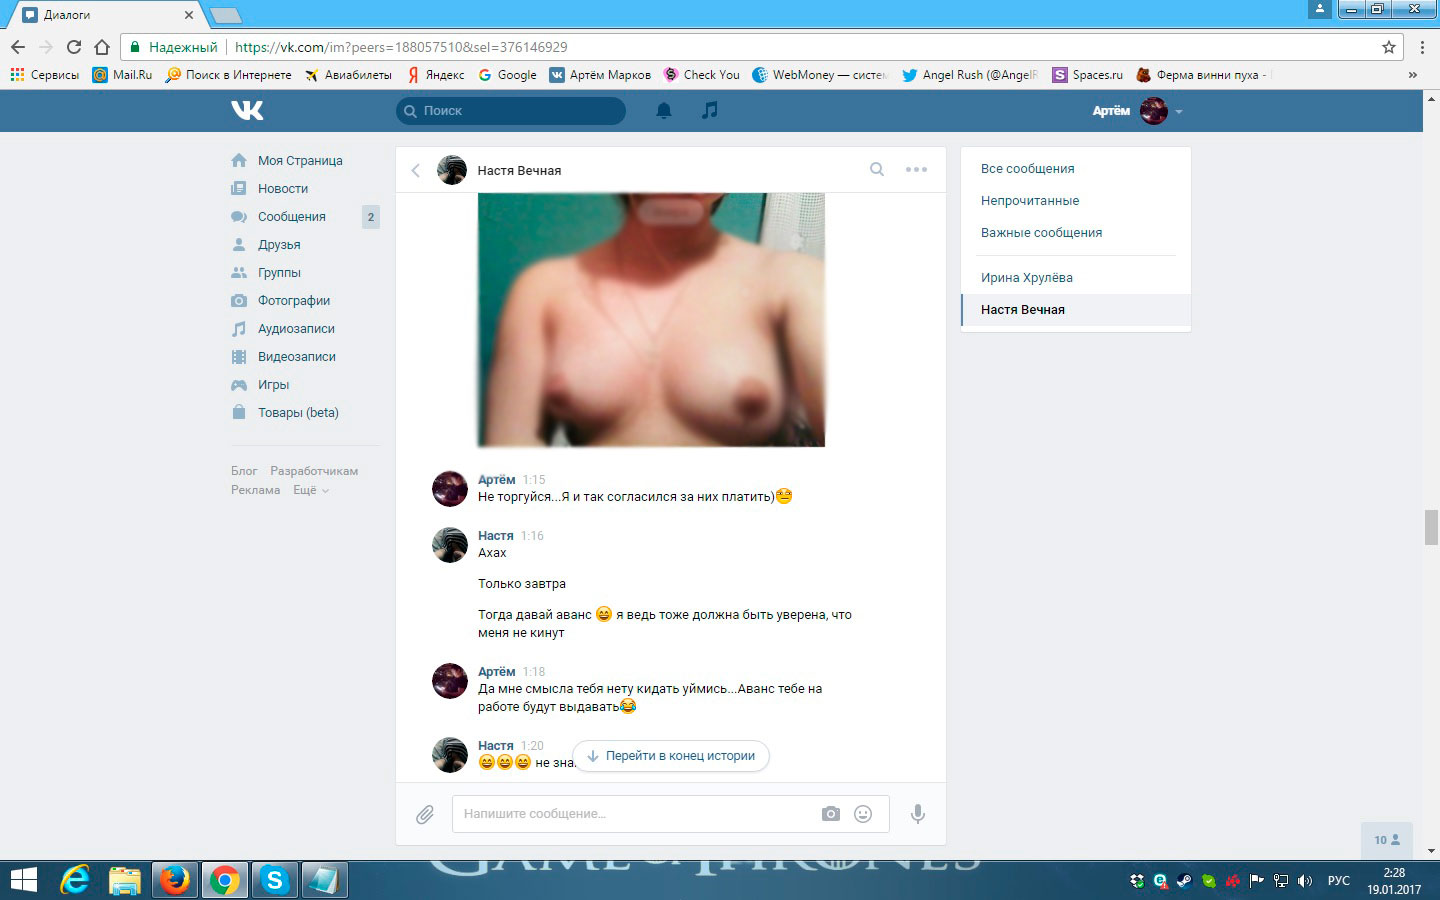 Диалоги
Надежный
https://vk.com/im?peers=188057510&sel=376146929
Сервисы
Mail.Ru
Поиск в Интернете
Авиабилеты
Яндекс
Google
Артём Марков
Check You
WebMoney — систем
Angel Rush (@AngelR
Spaces.ru
Ферма винни пуха -
»
Поиск
Артём
Моя Страница
Новости
Сообщения 2
Друзья
Группы
Фотографии
Аудиозаписи
Видеозаписи
Игры
Товары (beta)
Блог Разработчикам
Реклама Ещё
Настя Вечная
Артём 1:15
Не торгуйся...Я и так согласился за них платить)
Настя 1:16
Ахах
Только завтра
Тогда давай аванс я ведь тоже должна быть уверена, что
меня не кинут
Артём 1:18
Да мне смысла тебя нету кидать уймись...Аванс тебе на
работе будут выдавать
Настя 1:20
не зна
Перейти в конец истории
Напишите сообщение...
Все сообщения
Непрочитанные
Важные сообщения
Ирина Хрулёва
Настя Вечная
10
GAME OF THRONES
РУС
2:28
19.01.2017